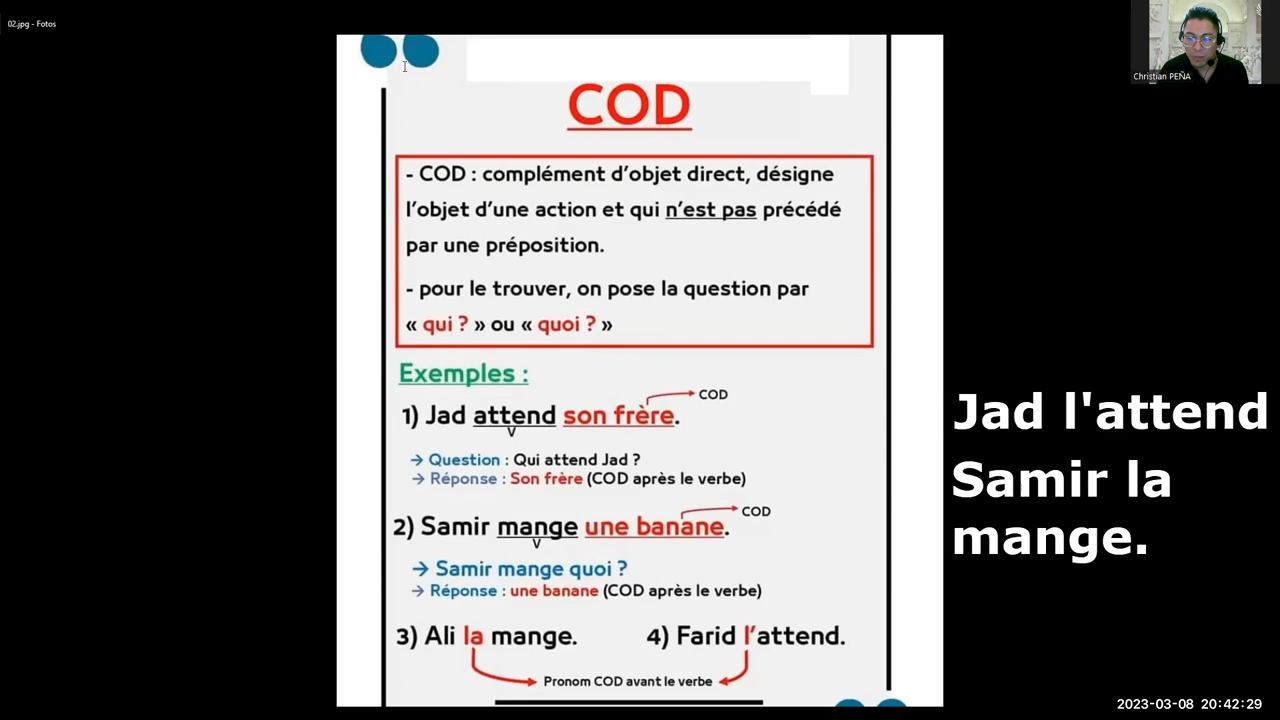 02.jpg - Fotos
Christian PEÑA
COD
- COD : complément d'objet direct, désigne
l'objet d'une action et qui n'est pas précédé
par une préposition.
- pour le trouver, on pose la question par
« qui ? » ou « quoi ? »
Exemples :
COD
1) Jad attend son frère.
V
→ Question : Qui attend Jad ?
→ Réponse : Son frère (COD après le verbe)
COD
2) Samir mange une banane.
V
→ Samir mange quoi ?
→ Réponse : une banane (COD après le verbe)
3) Ali la mange. 4) Farid l'attend.
Pronom COD avant le verbe
Jad l'attend
Samir la
mange.
2023-03-08 20:42:29